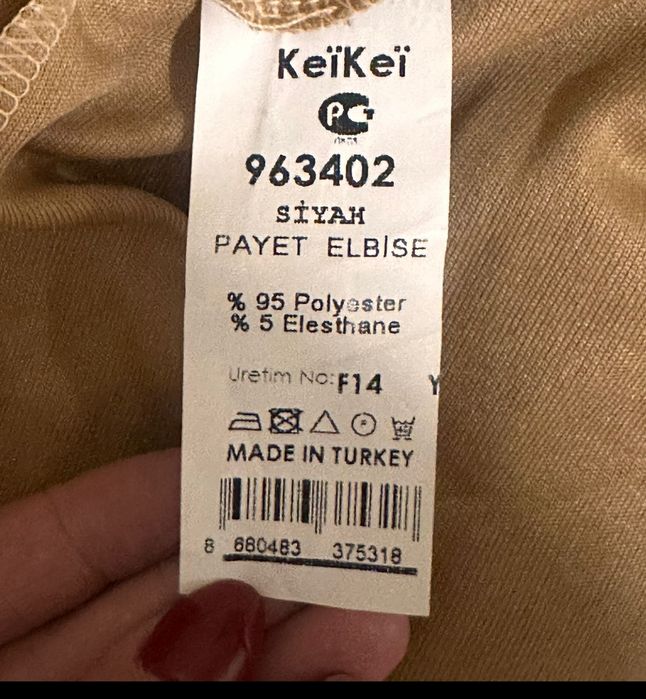 KeïKeï
963402
SİYAH
PAYET ELBİSE
% 95 Polyester
% 5 Elesthane
Uretim No: F14 Y
MADE IN TURKEY
8 680483 375318